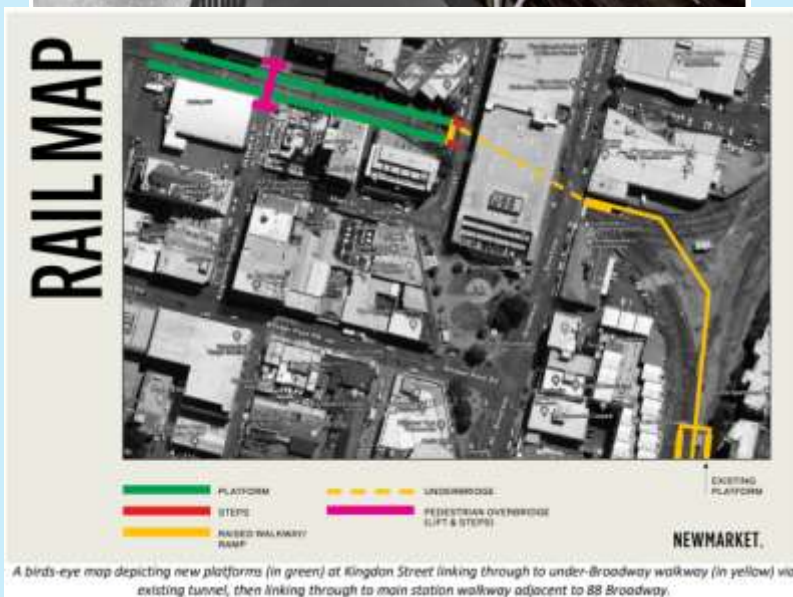 RAIL MAP
PLATFORM
STEPS
RAISED WALKWAY/
RAMP
UNDERBRIDGE
PEDESTRIAN OVERBRIDGE
(LIFT & STEPS)
EXISTING
PLATFORM
NEWMARKET.
A birds-eye map depicting new platforms (in green) at Kingdon Street linking through to under-Broadway walkway (in yellow) via
existing tunnel, then linking through to main station walkway adjacent to 88 Broadway.